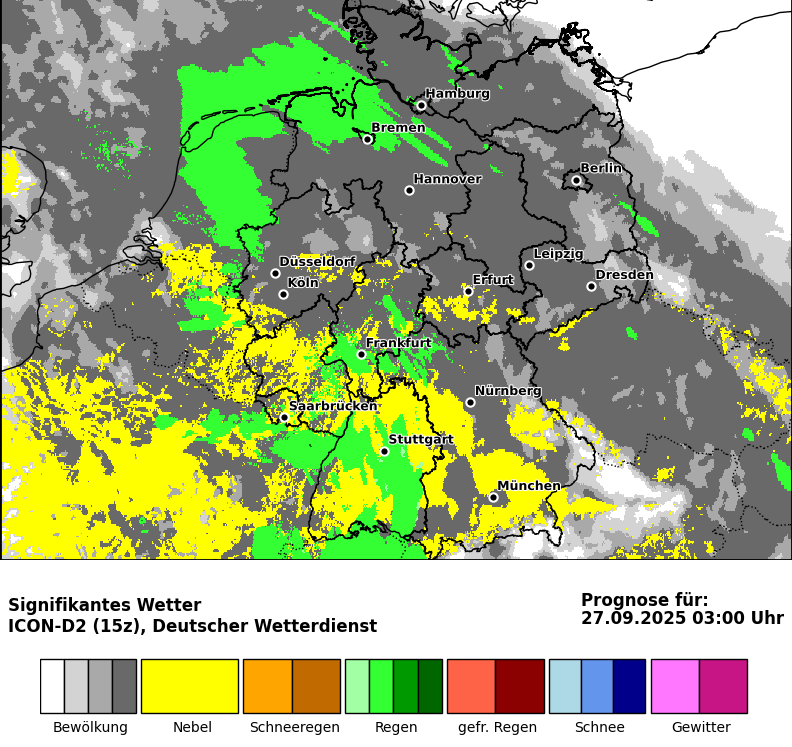 Hamburg
Bremen
Berlin
Hannover
Leipzig
Düsseldorf
Dresden
Erfurt
Köln
Frankfurt
Nürnberg
Saarbrücken
Stuttgart
München
Signifikantes Wetter
ICON-D2 (15z), Deutscher Wetterdienst
Prognose für:
27.09.2025 03:00 Uhr
Bewölkung Nebel Schneeregen Regen gefr. Regen Schnee Gewitter